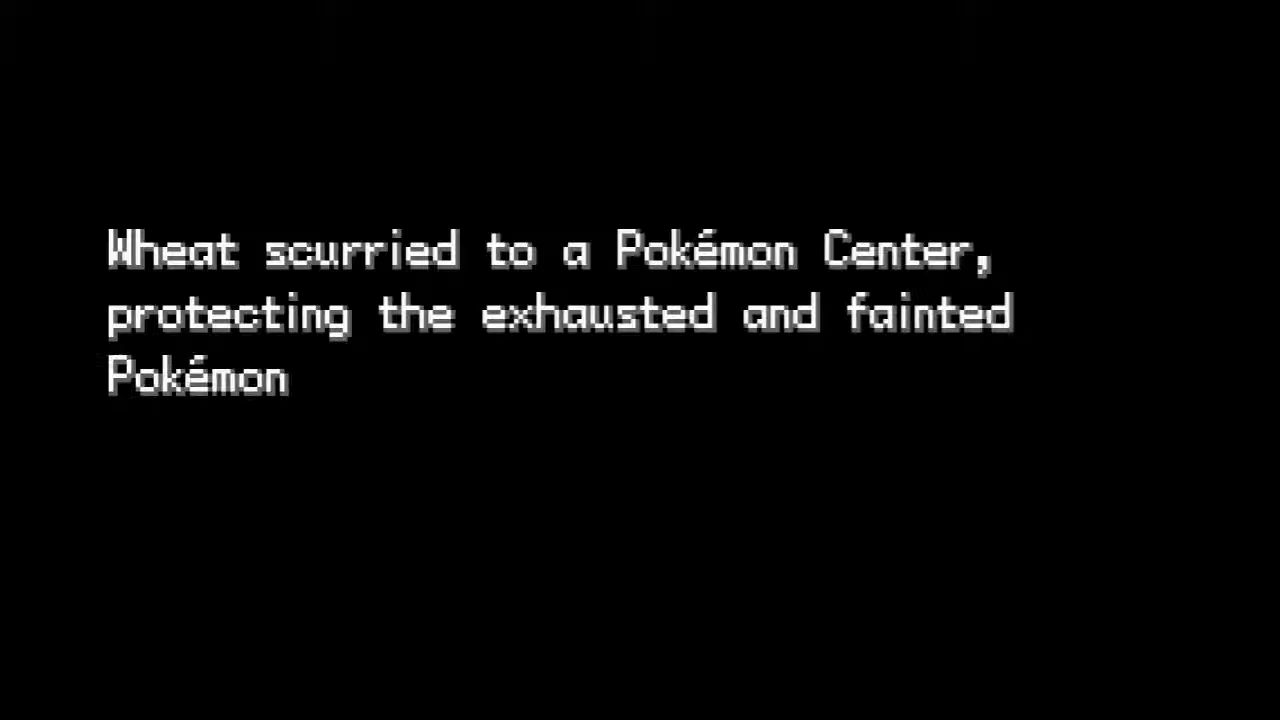 Wheat scurried to a Pokémon Center,
protecting the exhausted and fainted
Pokémon